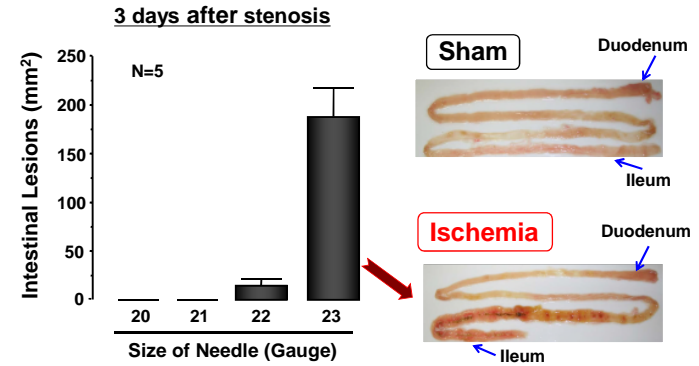 3 days after stenosis
Intestinal Lesions (mm²)
250
200
150
100
50
0
N=5
20 21 22 23
Size of Needle (Gauge)
Sham
Duodenum
Ileum
Ischemia
Duodenum
Ileum